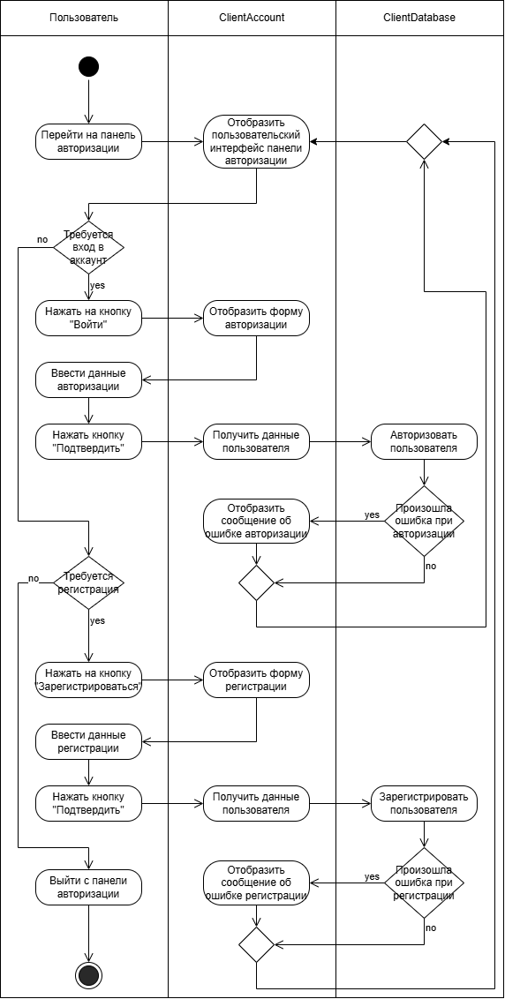 Пользователь
ClientAccount
ClientDatabase
Перейти на панель
авторизации
Отобразить
пользовательский
интерфейс панели
авторизации
Требуется
вход в
аккаунт
no
yes
Нажать на кнопку
"Войти"
Отобразить форму
авторизации
Ввести данные
авторизации
Нажать кнопку
"Подтвердить"
Получить данные
пользователя
Авторизовать
пользователя
Произошла
ошибка при
авторизации
yes
no
Отобразить
сообщение об
ошибке авторизации
Требуется
регистрация
no
yes
Нажать на кнопку
"Зарегистрироваться"
Отобразить форму
регистрации
Ввести данные
регистрации
Нажать кнопку
"Подтвердить"
Получить данные
пользователя
Зарегистрировать
пользователя
Произошла
ошибка при
регистрации
yes
no
Отобразить
сообщение об
ошибке регистрации
Выйти с панели
авторизации